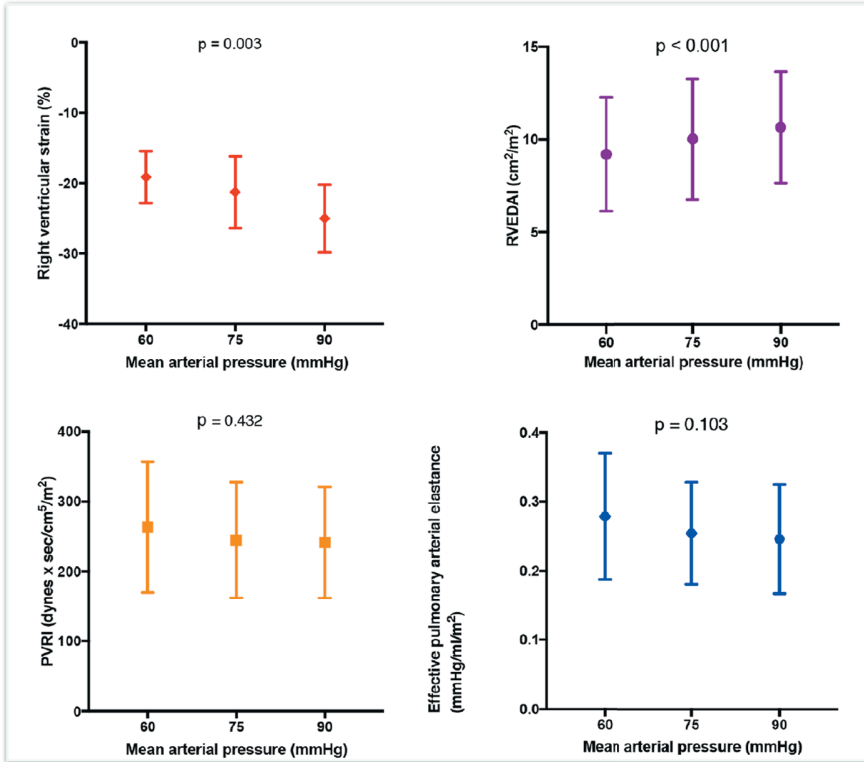 p = 0.003
Right ventricular strain (%)
0
-10
-20
-30
-40
60 75 90
Mean arterial pressure (mmHg)
p < 0.001
RVEDAI (cm²/m²)
15
10
5
0
60 75 90
Mean arterial pressure (mmHg)
p = 0.432
PVRI (dynes x sec/cm⁵/m²)
400
300
200
100
0
60 75 90
Mean arterial pressure (mmHg)
p = 0.103
Effective pulmonary arterial elastance
(mmHg/ml/m²)
0.4
0.3
0.2
0.1
0.0
60 75 90
Mean arterial pressure (mmHg)